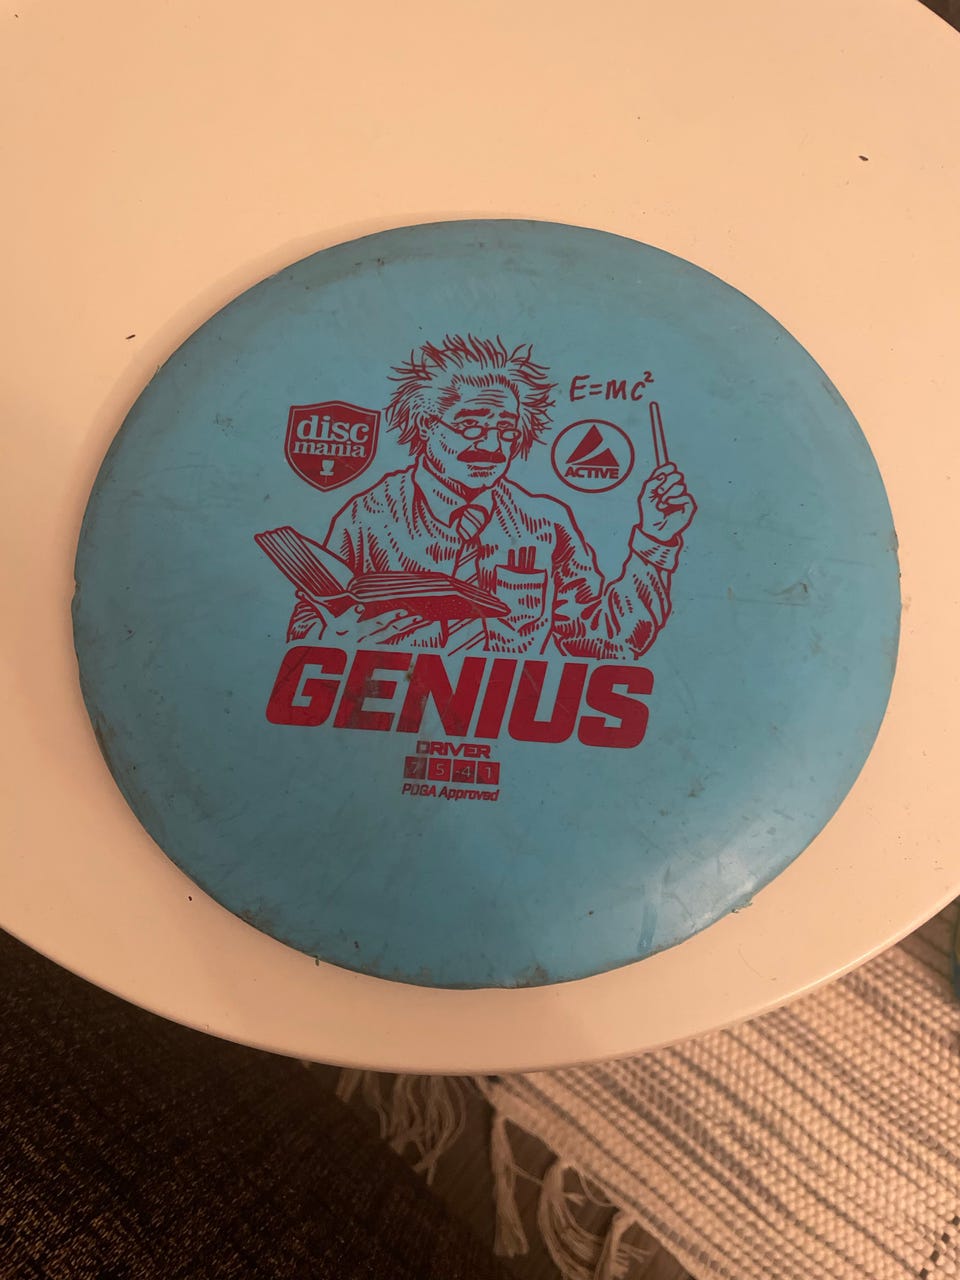 E=mc²
disc
mania
ACTIVE
GENIUS
DRIVER
7 5 -4 1
PDGA Approved